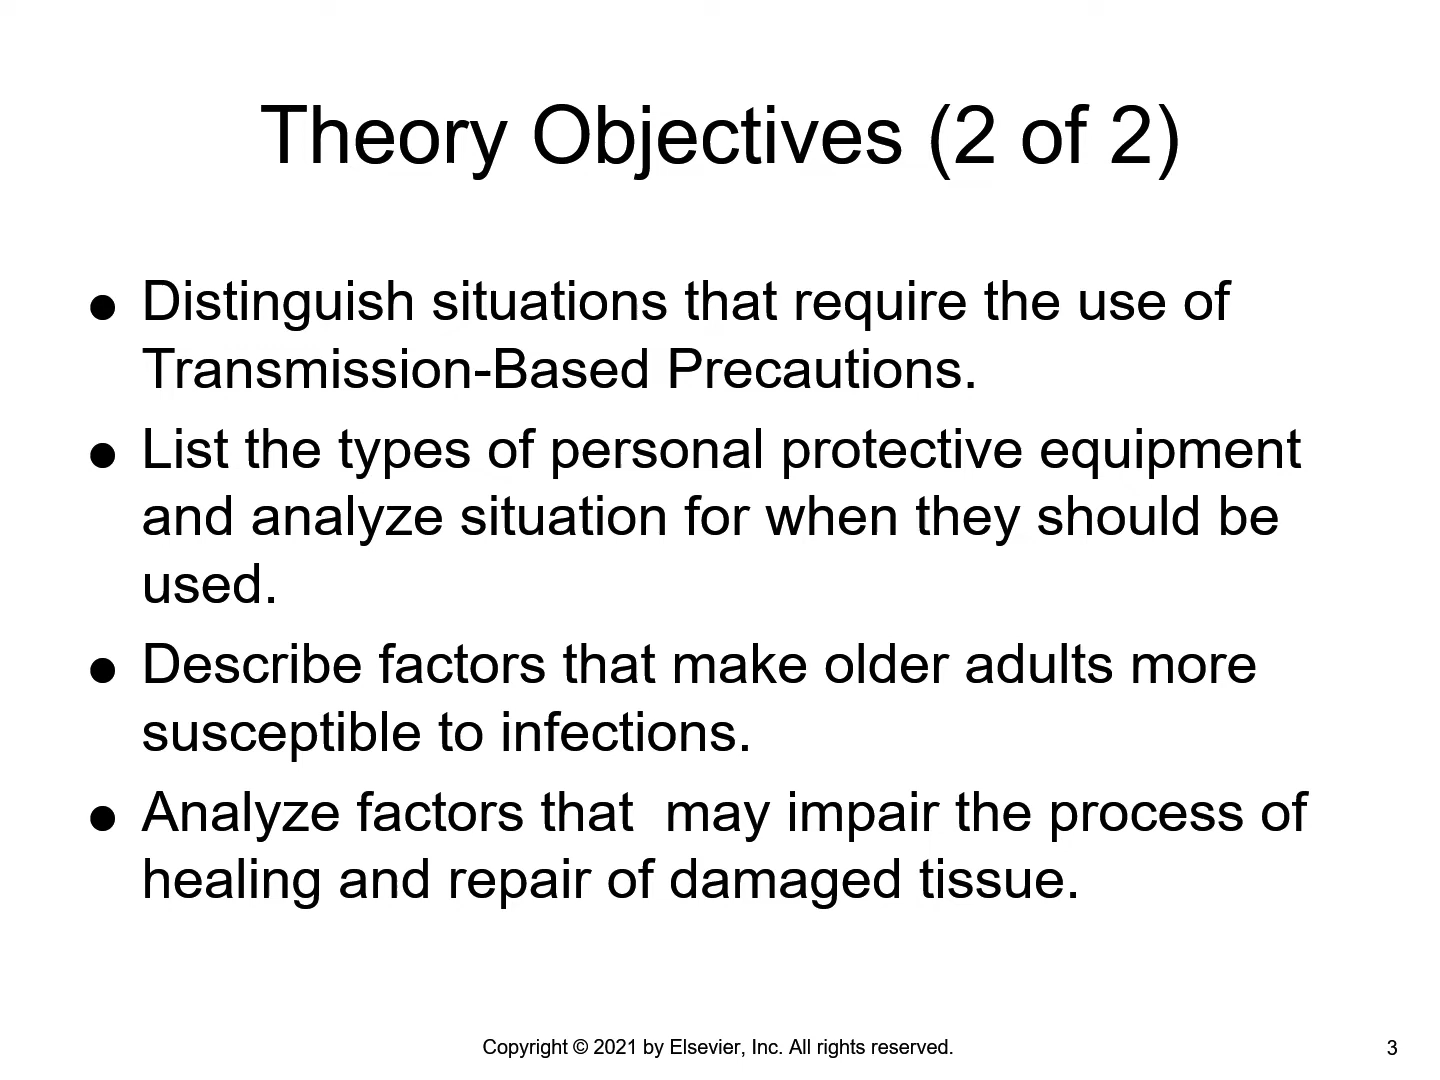 Theory Objectives (2 of 2)
● Distinguish situations that require the use of
Transmission-Based Precautions.
● List the types of personal protective equipment
and analyze situation for when they should be
used.
● Describe factors that make older adults more
susceptible to infections.
● Analyze factors that  may impair the process of
healing and repair of damaged tissue.
Copyright © 2021 by Elsevier, Inc. All rights reserved.
3